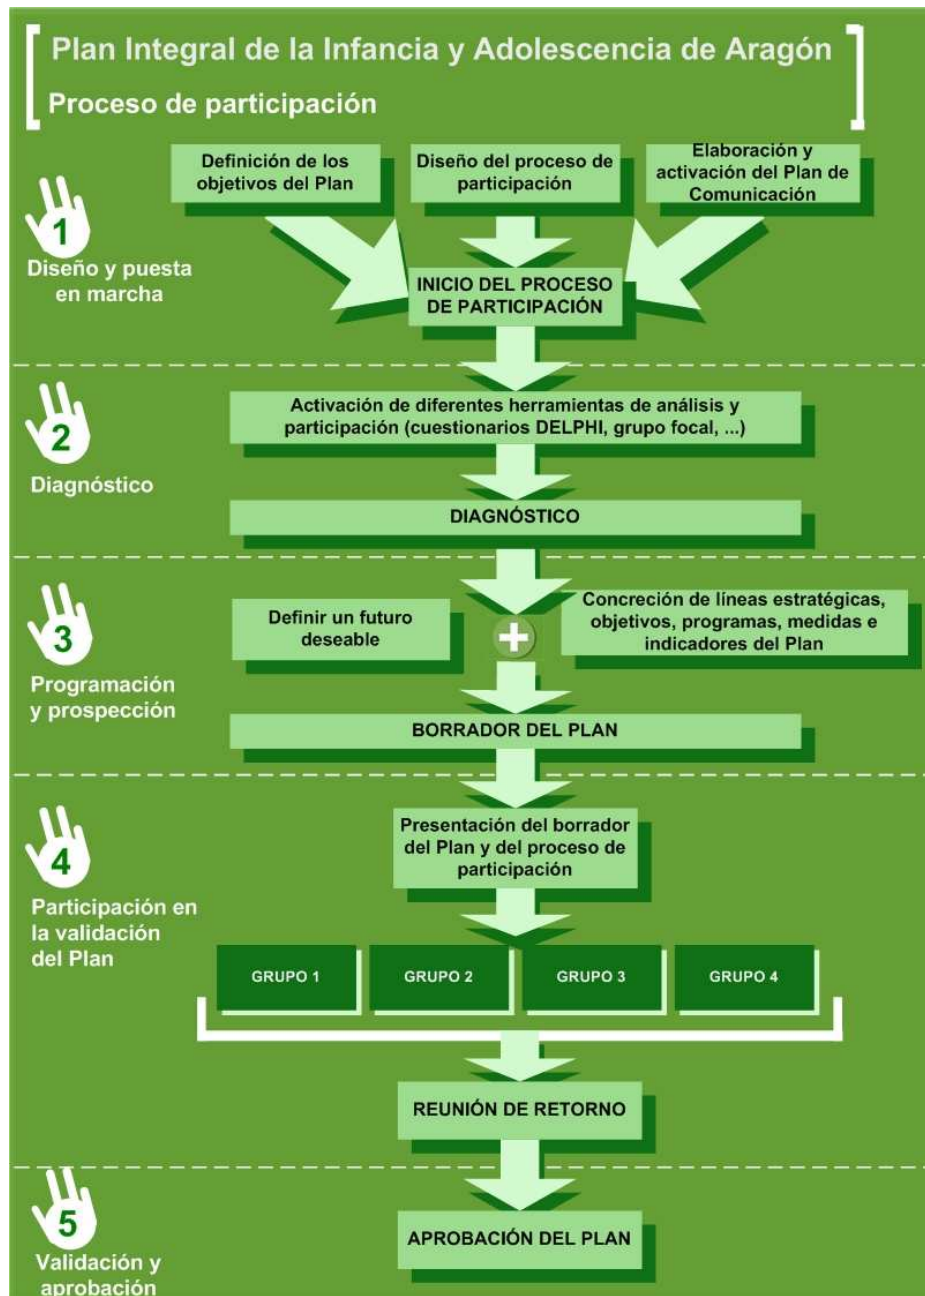 Plan Integral de la Infancia y Adolescencia de Aragón
Proceso de participación
Definición de los
objetivos del Plan
Diseño del proceso de
participación
Elaboración y
activación del Plan de
Comunicación
1
Diseño y puesta
en marcha
INICIO DEL PROCESO
DE PARTICIPACIÓN
2
Diagnóstico
Activación de diferentes herramientas de análisis y
participación (cuestionarios DELPHI, grupo focal, ...)
DIAGNÓSTICO
3
Programación
y prospección
Definir un futuro
deseable
Concreción de líneas estratégicas,
objetivos, programas, medidas e
indicadores del Plan
BORRADOR DEL PLAN
4
Participación en
la validación
del Plan
Presentación del borrador
del Plan y del proceso de
participación
GRUPO 1
GRUPO 2
GRUPO 3
GRUPO 4
REUNIÓN DE RETORNO
5
Validación y
aprobación
APROBACIÓN DEL PLAN